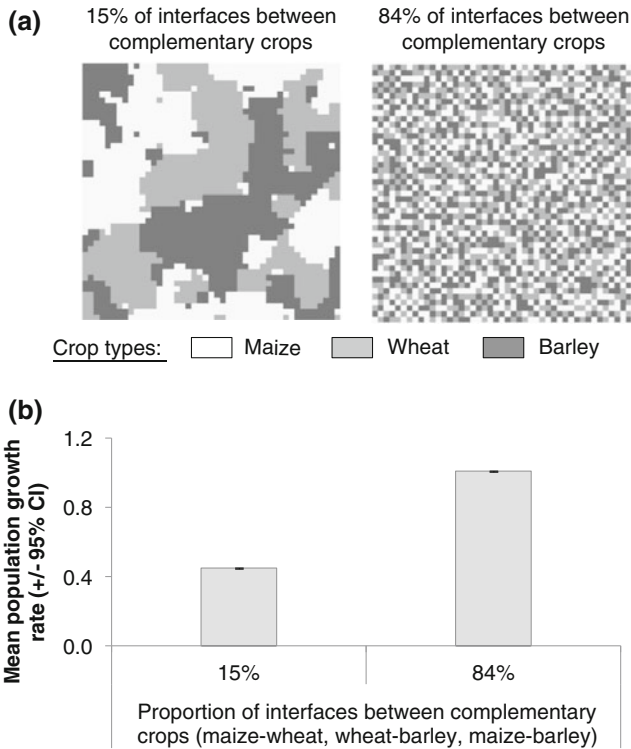 (a)
15% of interfaces between
complementary crops
84% of interfaces between
complementary crops
Crop types: Maize Wheat Barley
(b)
Mean population growth
rate (+/- 95% CI)
1.2
0.8
0.4
0.0
15% 84%
Proportion of interfaces between complementary
crops (maize-wheat, wheat-barley, maize-barley)